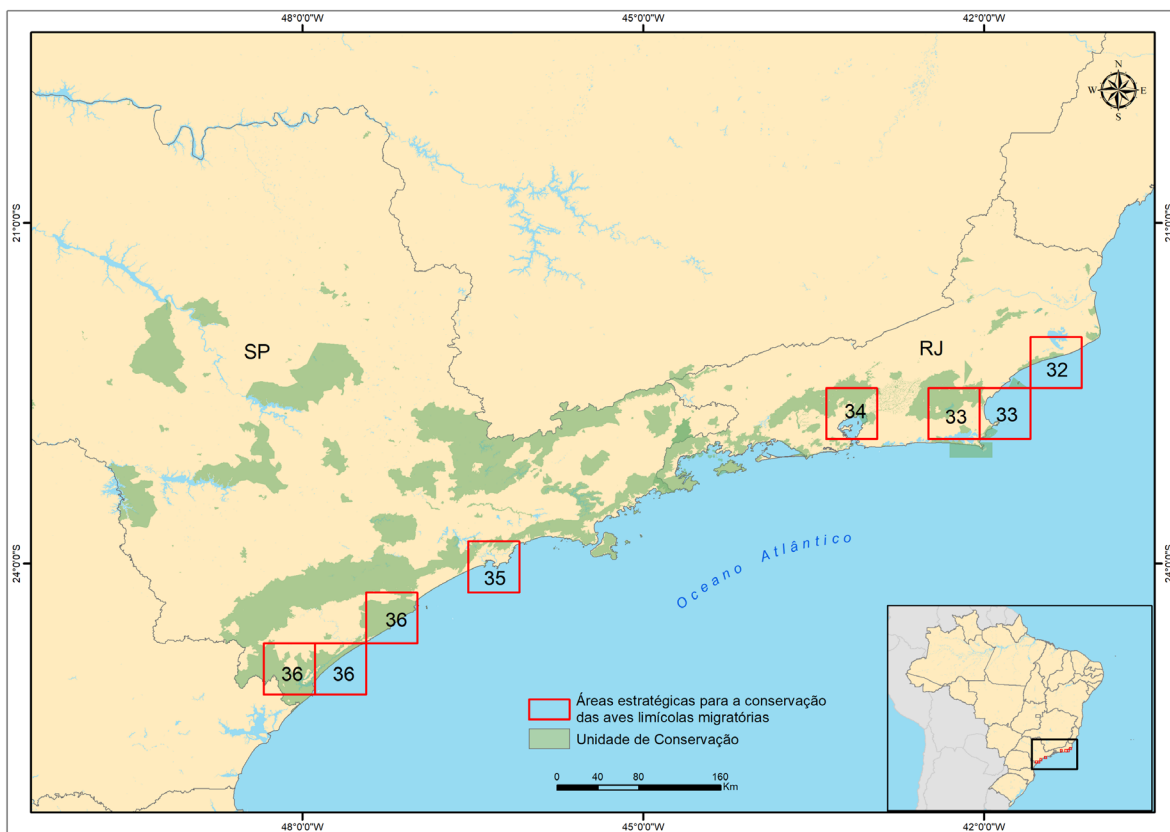 48°0'0"W 45°0'0"W 42°0'0"W
N
W E
S
21°0'0"S 21°0'0"S
SP
RJ
32
34
33 33
24°0'0"S 24°0'0"S
Oceano Atlântico
35
36
36 36
Áreas estratégicas para a conservação
das aves limícolas migratórias
Unidade de Conservação
0 40 80 160
Km
48°0'0"W 45°0'0"W 42°0'0"W